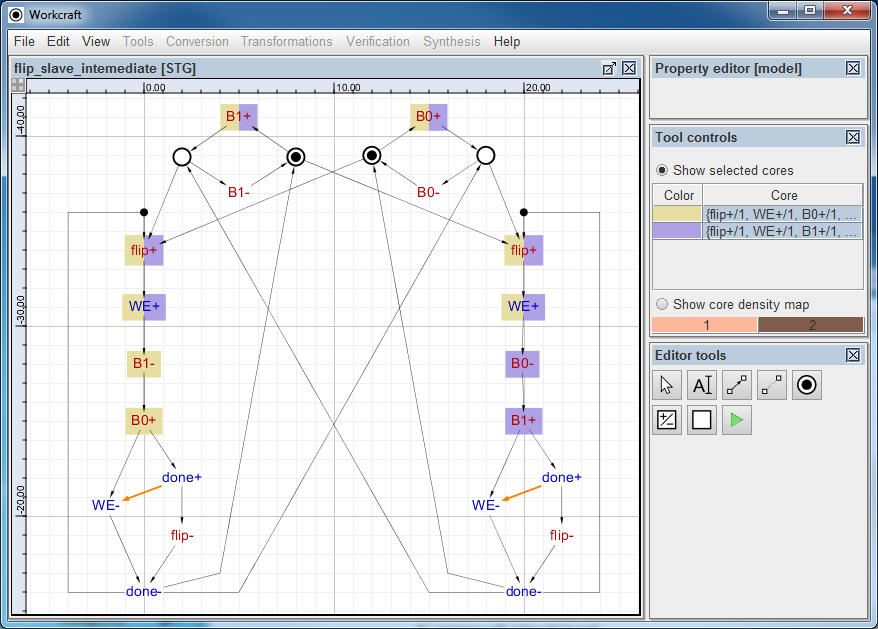 Workcraft
File Edit View Tools Conversion Transformations Verification Synthesis Help
flip_slave_intemediate [STG]
0.00 10.00 20.00
-40.00
-30.00
-20.00
B1+ B0+
B1- B0-
flip+ flip+
WE+ WE+
B1- B0-
B0+ B1+
done+ done+
WE- WE-
flip- flip-
done- done-
Property editor [model]
Tool controls
Show selected cores
Color Core
{flip+/1, WE+/1, B0+/1, ...
{flip+/1, WE+/1, B1+/1, ...
Show core density map
1 2
Editor tools
A